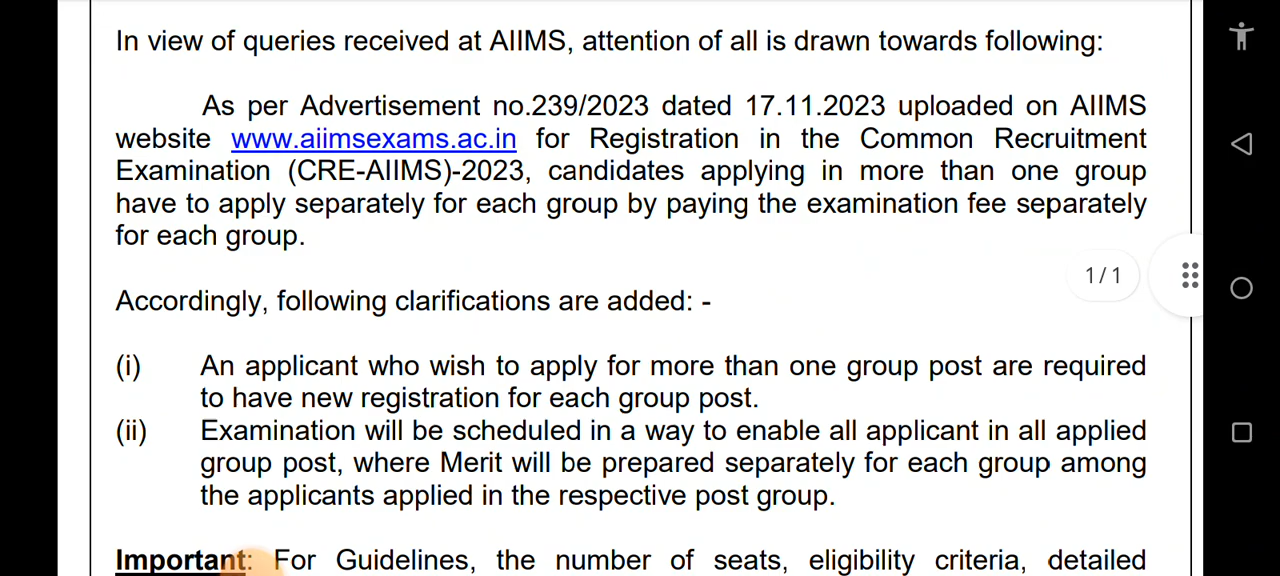 In view of queries received at AIIMS, attention of all is drawn towards following:
As per Advertisement no.239/2023 dated 17.11.2023 uploaded on AIIMS
website www.aiimsexams.ac.in for Registration in the Common Recruitment
Examination (CRE-AIIMS)-2023, candidates applying in more than one group
have to apply separately for each group by paying the examination fee separately
for each group.
1/1
Accordingly, following clarifications are added: -
(i) An applicant who wish to apply for more than one group post are required
to have new registration for each group post.
(ii) Examination will be scheduled in a way to enable all applicant in all applied
group post, where Merit will be prepared separately for each group among
the applicants applied in the respective post group.
Important: For Guidelines, the number of seats, eligibility criteria, detailed